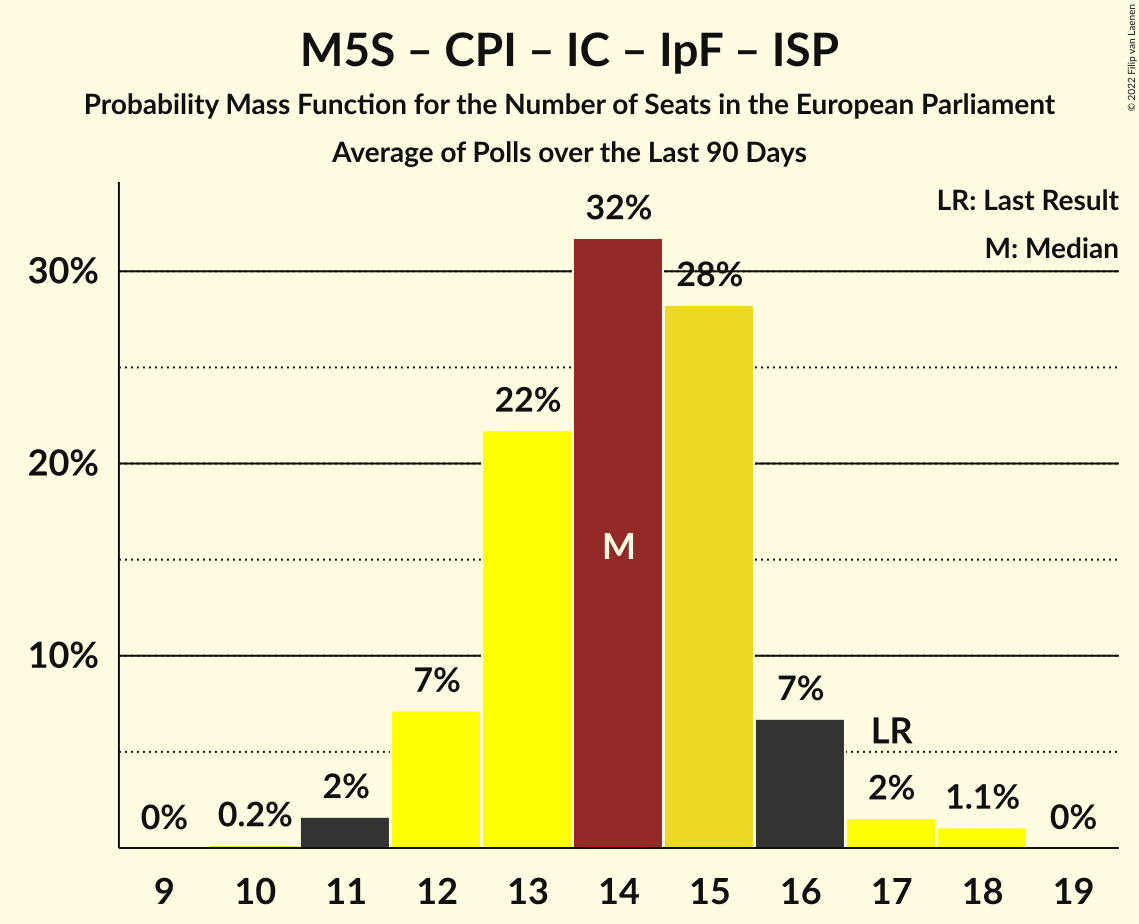 M5S – CPI – IC – IpF – ISP
Probability Mass Function for the Number of Seats in the European Parliament
Average of Polls over the Last 90 Days
© 2022 Filip van Laenen
LR: Last Result
M: Median
30%
20%
10%
0%
0.2%
2%
7%
22%
32%
28%
7%
LR
2%
1.1%
0%
M
9 10 11 12 13 14 15 16 17 18 19